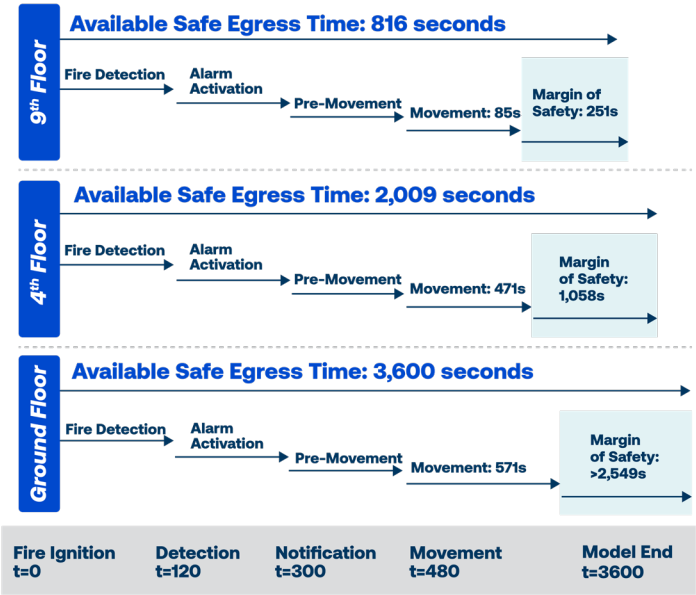 9th Floor
Available Safe Egress Time: 816 seconds
Fire Detection
Alarm
Activation
Pre-Movement
Movement: 85s
Margin of
Safety: 251s
4th Floor
Available Safe Egress Time: 2,009 seconds
Fire Detection
Alarm
Activation
Pre-Movement
Movement: 471s
Margin
of Safety:
1,058s
Ground Floor
Available Safe Egress Time: 3,600 seconds
Fire Detection
Alarm
Activation
Pre-Movement
Movement: 571s
Margin
of Safety:
>2,549s
Fire Ignition
t=0
Detection
t=120
Notification
t=300
Movement
t=480
Model End
t=3600